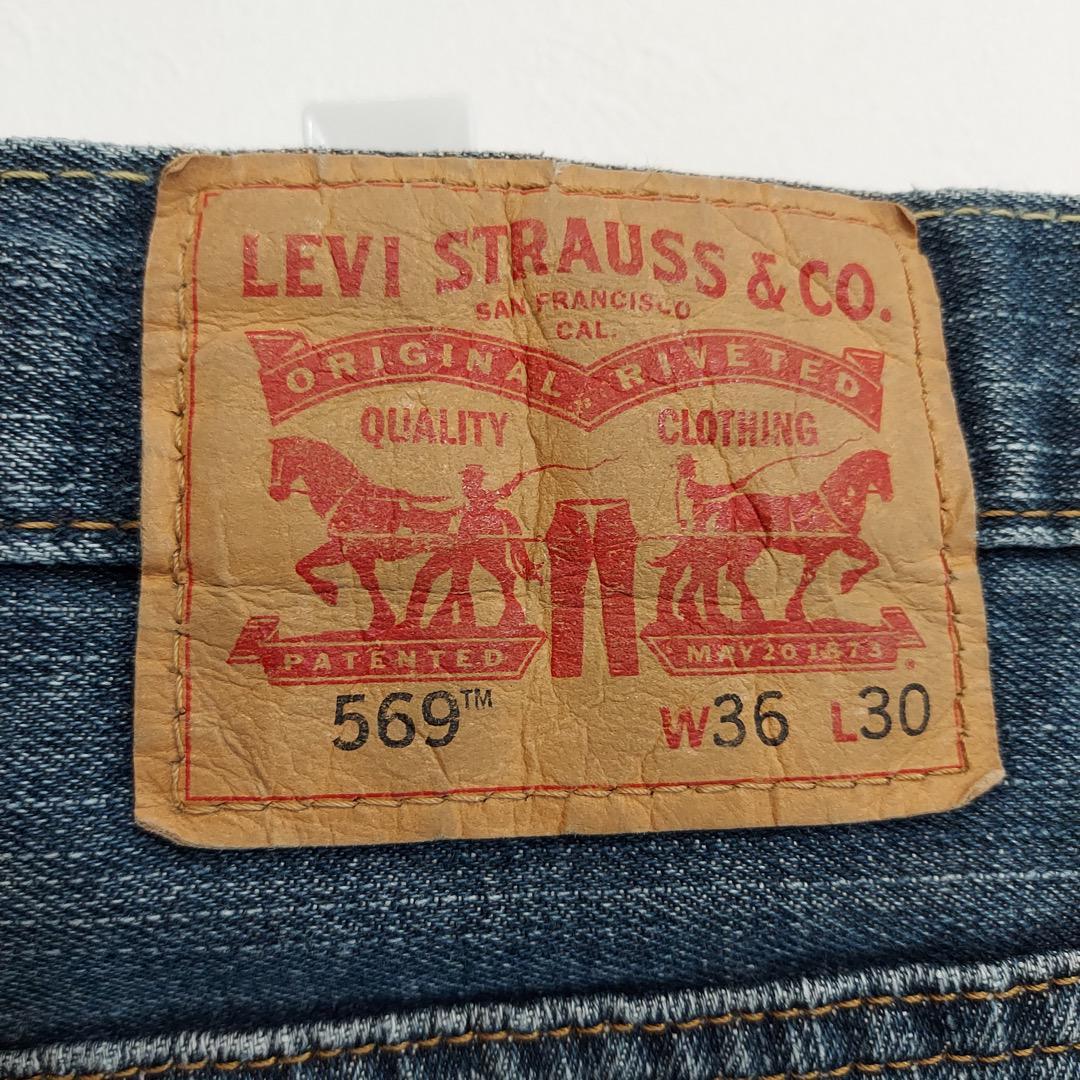 LEVI STRAUSS & CO.
SAN FRANCISCO
CAL.
ORIGINAL RIVETED
QUALITY CLOTHING
PATENTED MAY 20 1873
569™ W36 L30